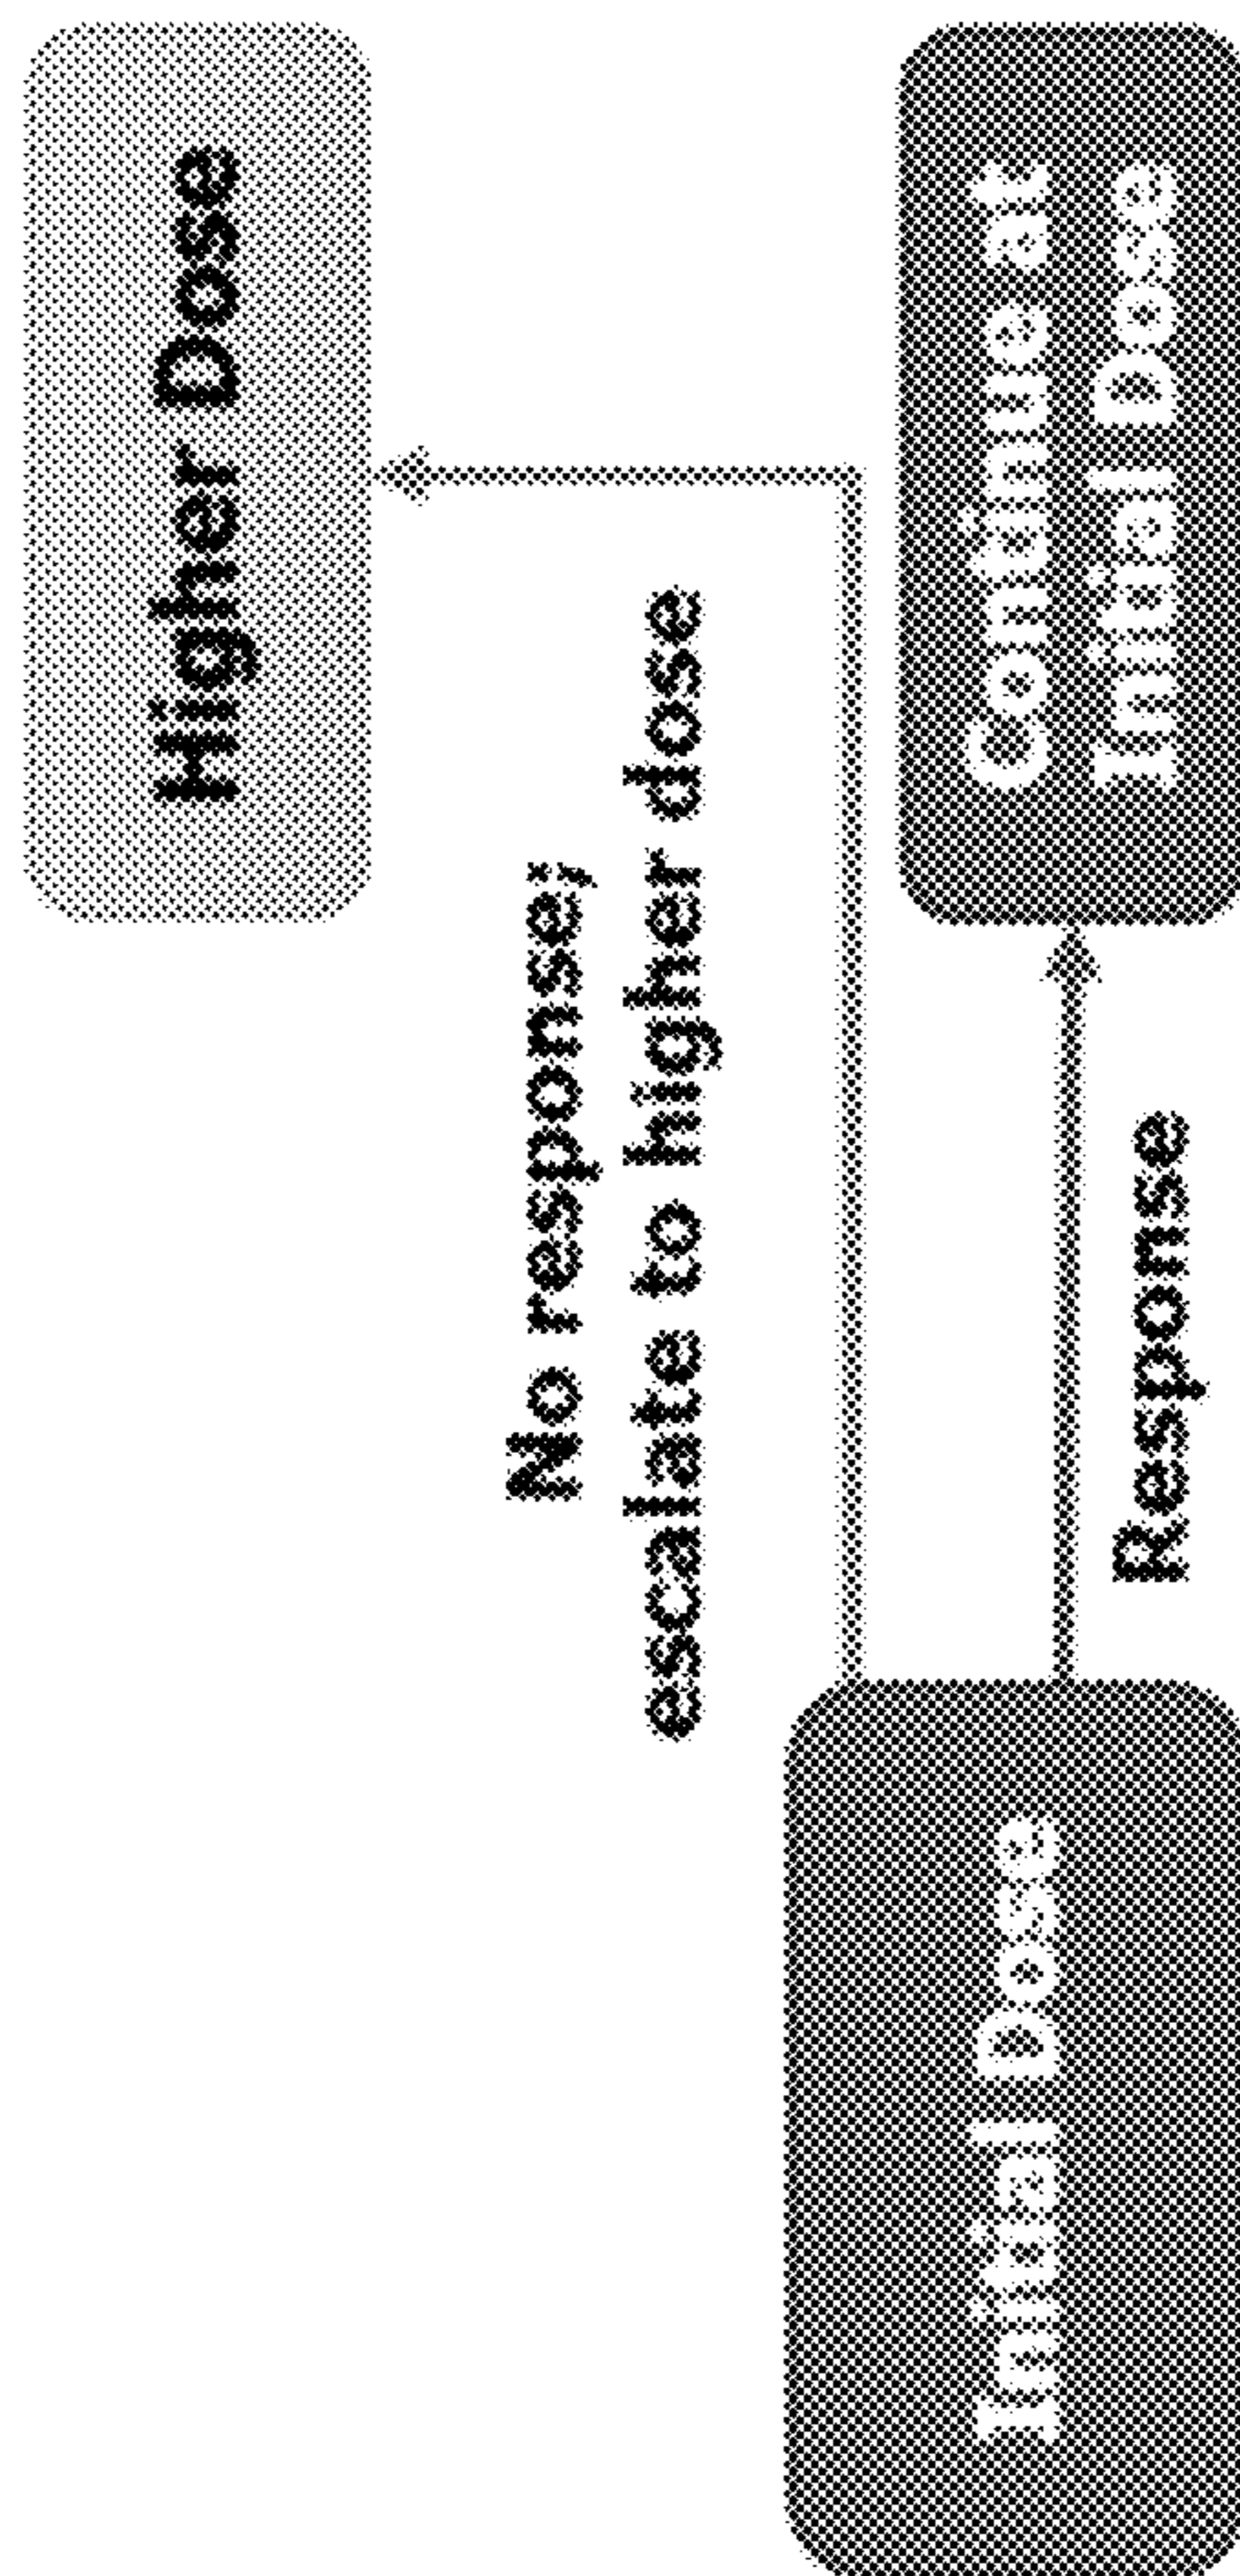 Higher Dose
No response;
escalate to higher dose
Initial Dose
Response
Continue at
Initial Dose